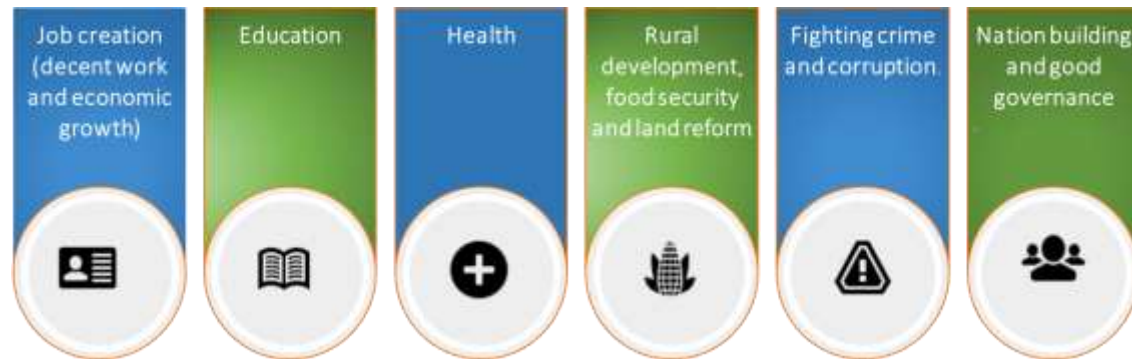 Job creation
(decent work
and economic
growth)
Education
Health
Rural
development,
food security
and land reform
Fighting crime
and corruption
Nation building
and good
governance